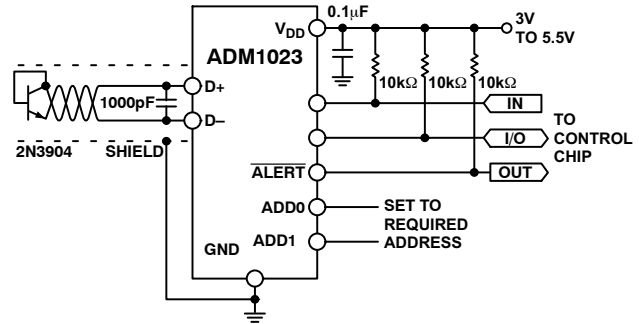 0.1μF
V_DD
3V
TO 5.5V
ADM1023
D+
1000pF
D–
10kΩ 10kΩ 10kΩ
IN
I/O
TO
CONTROL
CHIP
2N3904
SHIELD
ALERT
OUT
ADD0
SET TO
REQUIRED
ADDRESS
GND
ADD1